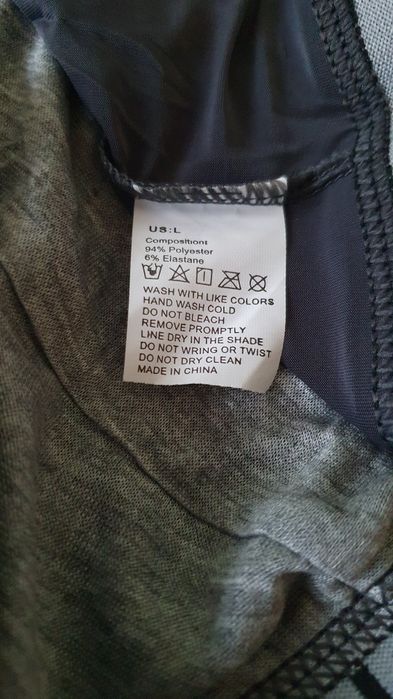 US:L
Compositiont
94% Polyester
6% Elastane
WASH WITH LIKE COLORS
HAND WASH COLD
DO NOT BLEACH
REMOVE PROMPTLY
LINE DRY IN THE SHADE
DO NOT WRING OR TWIST
DO NOT DRY CLEAN
MADE IN CHINA